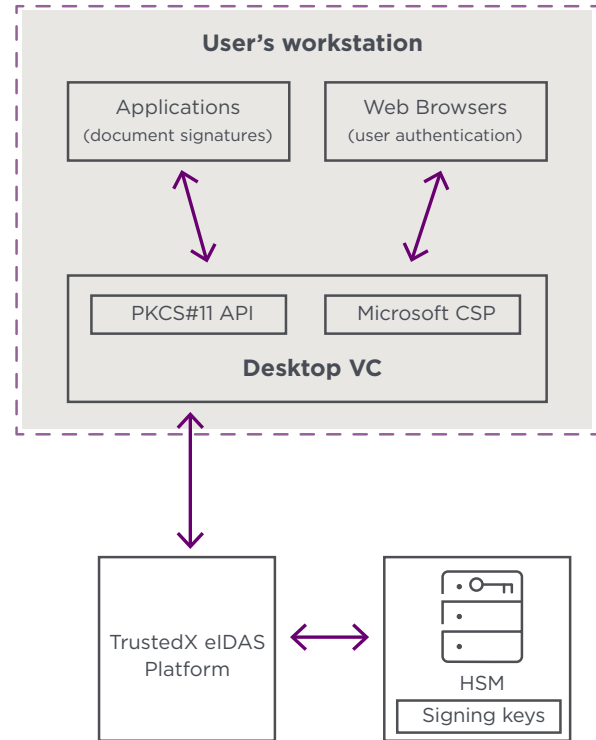 User’s workstation
Applications
(document signatures)
Web Browsers
(user authentication)
PKCS#11 API
Microsoft CSP
Desktop VC
TrustedX eIDAS
Platform
HSM
Signing keys